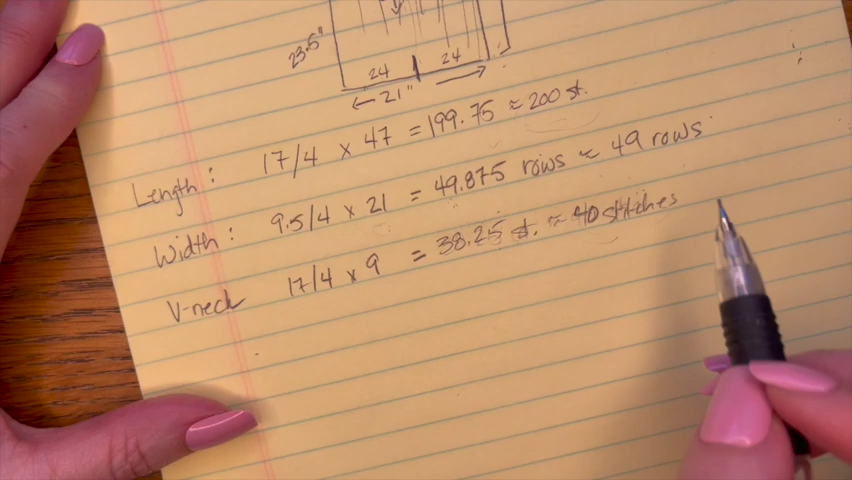 23.5"
24 24
← 21" →
Length: 17/4 x 47 = 199.75 ≈ 200 st.
Width: 9.5/4 x 21 = 49.875 rows ≈ 49 rows
V-neck 17/4 x 9 = 38.25 st. ≈ 40 stitches